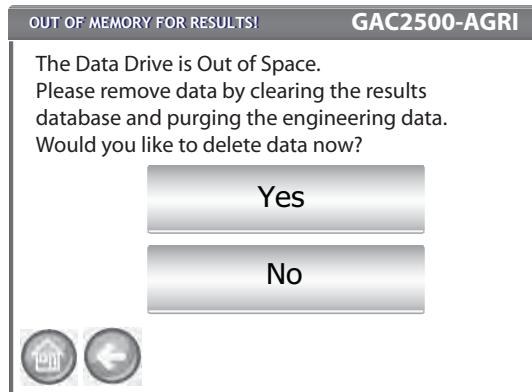 OUT OF MEMORY FOR RESULTS! GAC2500-AGRI
The Data Drive is Out of Space.
Please remove data by clearing the results
database and purging the engineering data.
Would you like to delete data now?
Yes
No